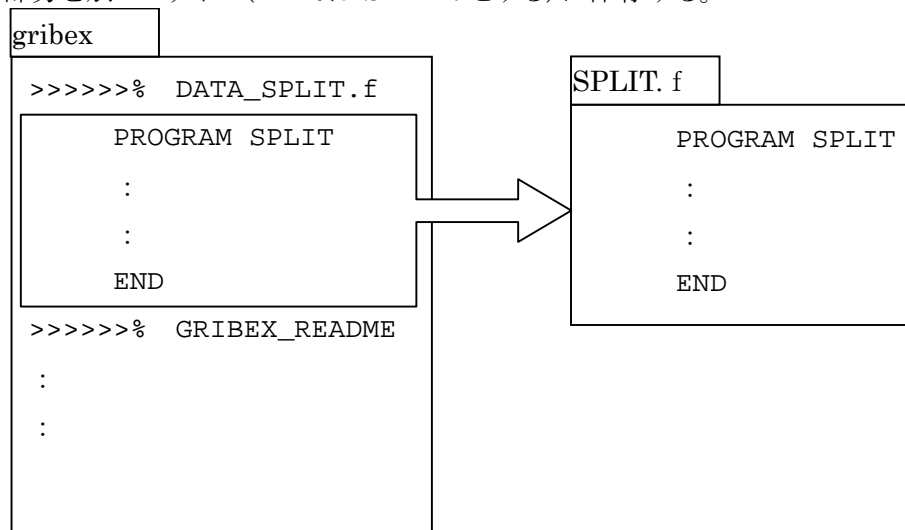 gribex
>>>>>>% DATA_SPLIT.f
PROGRAM SPLIT
:
:
END
>>>>>>% GRIBEX_README
:
:
SPLIT. f
PROGRAM SPLIT
:
:
END